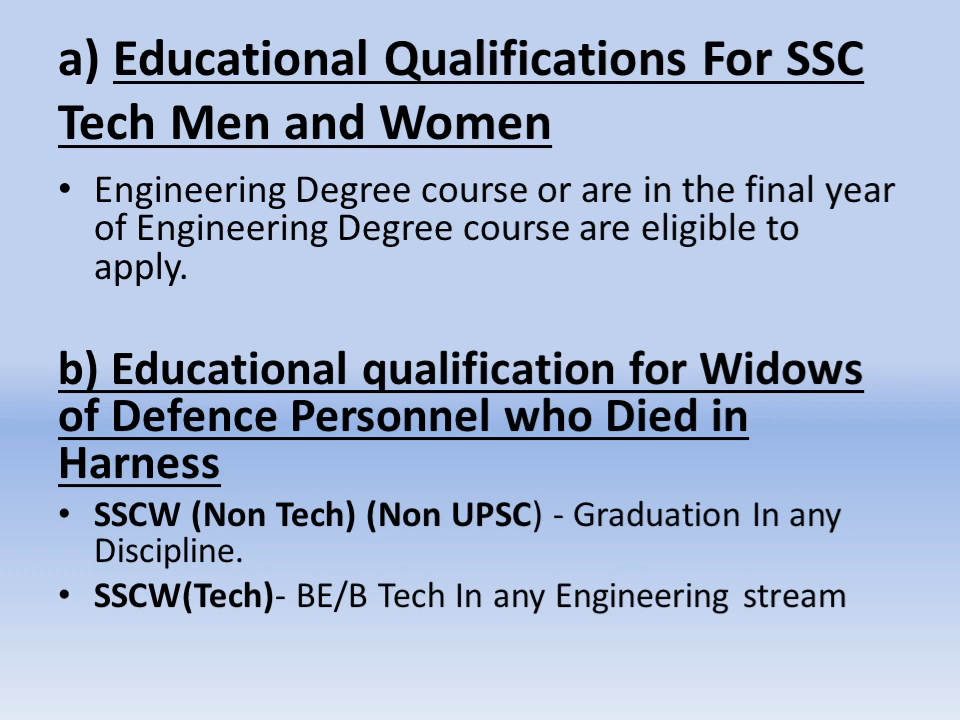 a) Educational Qualifications For SSC
Tech Men and Women
• Engineering Degree course or are in the final year
of Engineering Degree course are eligible to
apply.
b) Educational qualification for Widows
of Defence Personnel who Died in
Harness
• SSCW (Non Tech) (Non UPSC) - Graduation In any
Discipline.
• SSCW(Tech)- BE/B Tech In any Engineering stream